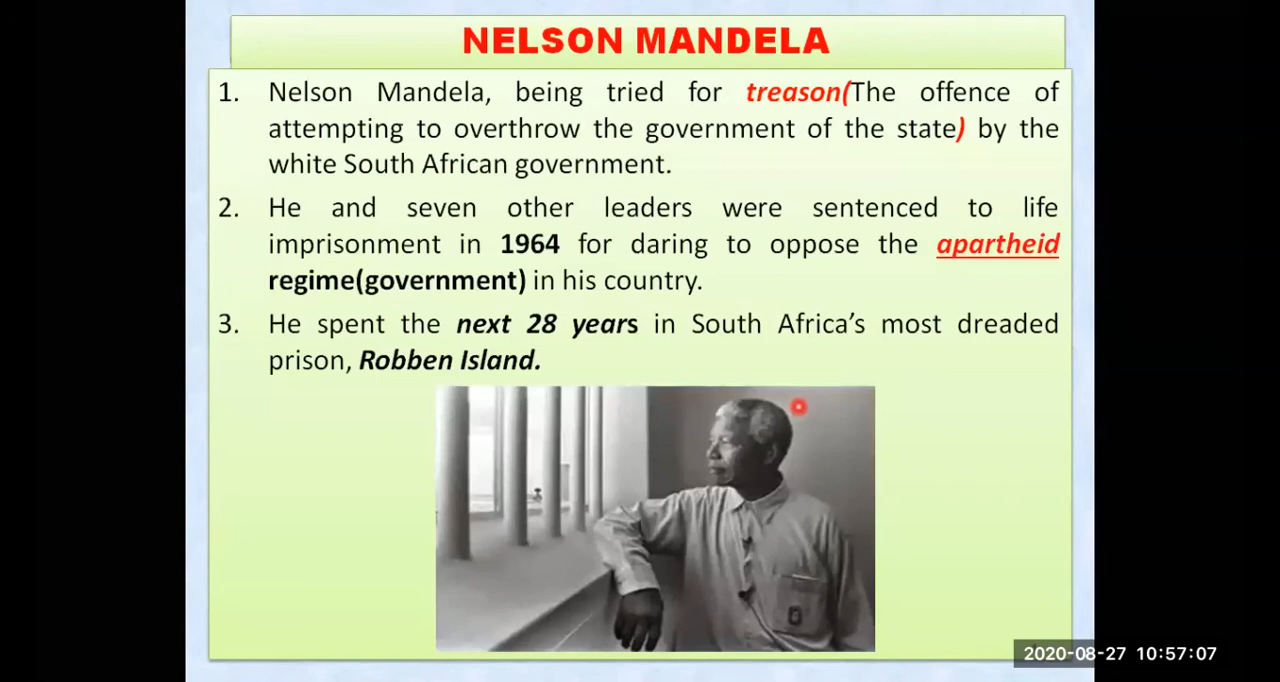 NELSON MANDELA
1. Nelson Mandela, being tried for treason(The offence of
attempting to overthrow the government of the state) by the
white South African government.
2. He and seven other leaders were sentenced to life
imprisonment in 1964 for daring to oppose the apartheid
regime(government) in his country.
3. He spent the next 28 years in South Africa’s most dreaded
prison, Robben Island.
2020-08-27 10:57:07